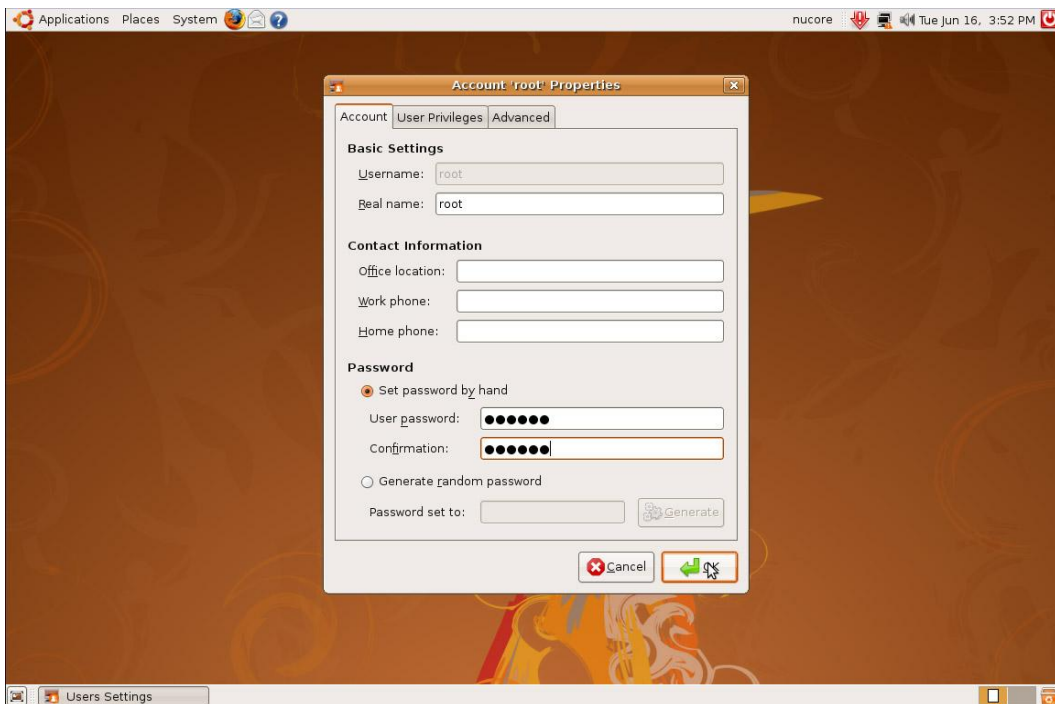 Applications Places System nucore Tue Jun 16, 3:52 PM
Account 'root' Properties
Account User Privileges Advanced
Basic Settings
Username: root
Real name: root
Contact Information
Office location:
Work phone:
Home phone:
Password
Set password by hand
User password: ●●●●●●
Confirmation: ●●●●●●
Generate random password
Password set to: Generate
Cancel OK
Users Settings